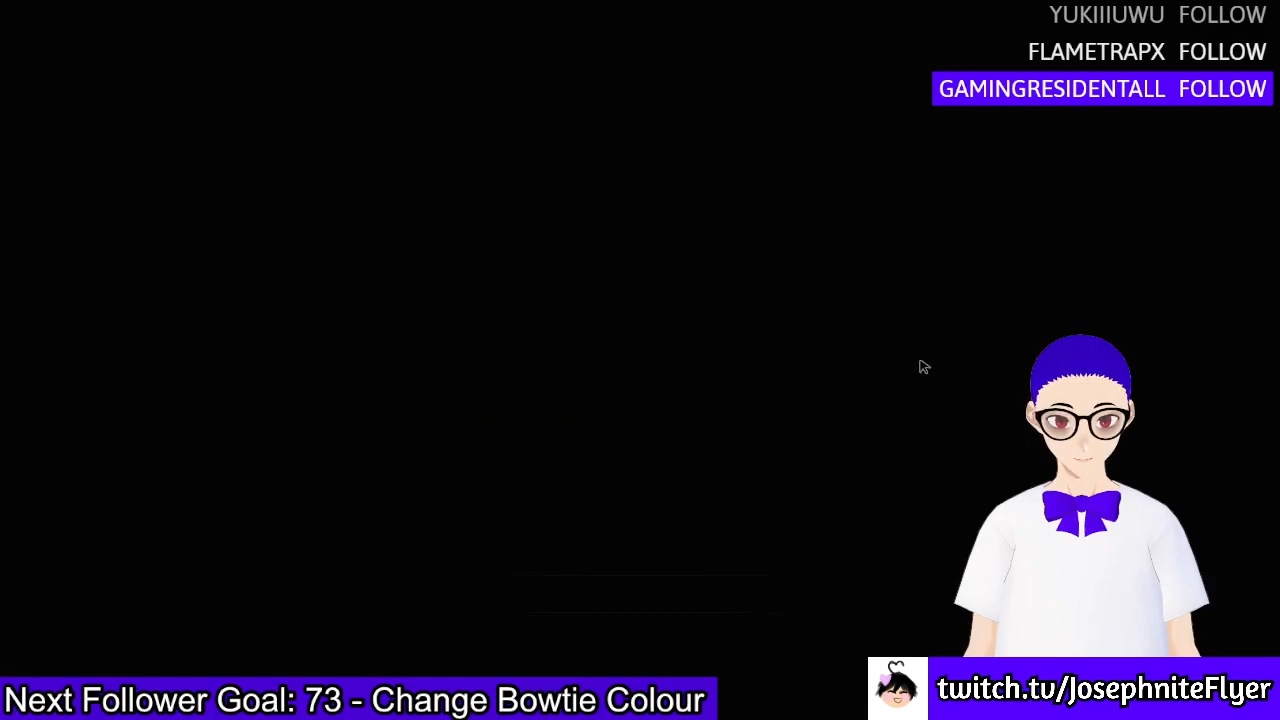 YUKIIIUWU FOLLOW
FLAMETRAPX FOLLOW
GAMINGRESIDENTALL FOLLOW
Next Follower Goal: 73 - Change Bowtie Colour
twitch.tv/JosephniteFlyer